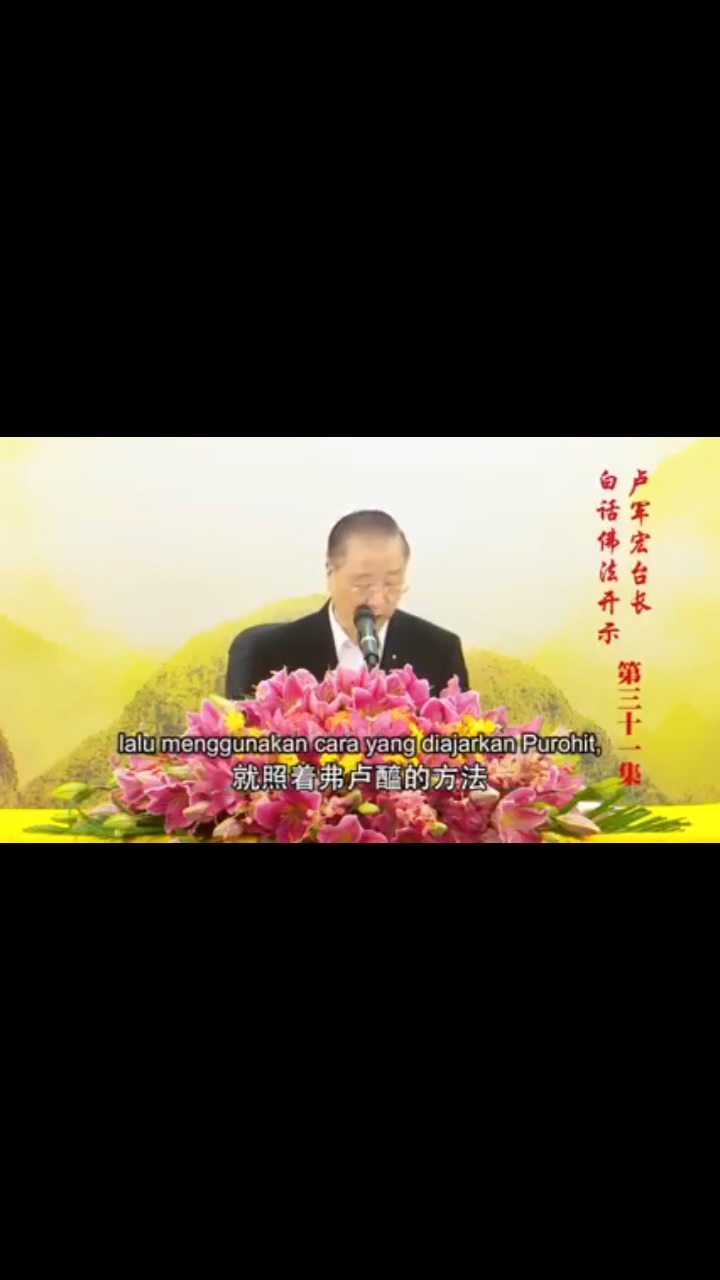 卢军宏台长
白话佛法开示
第三十一集
lalu menggunakan cara yang diajarkan Purohit,
就照着弗卢醯的方法